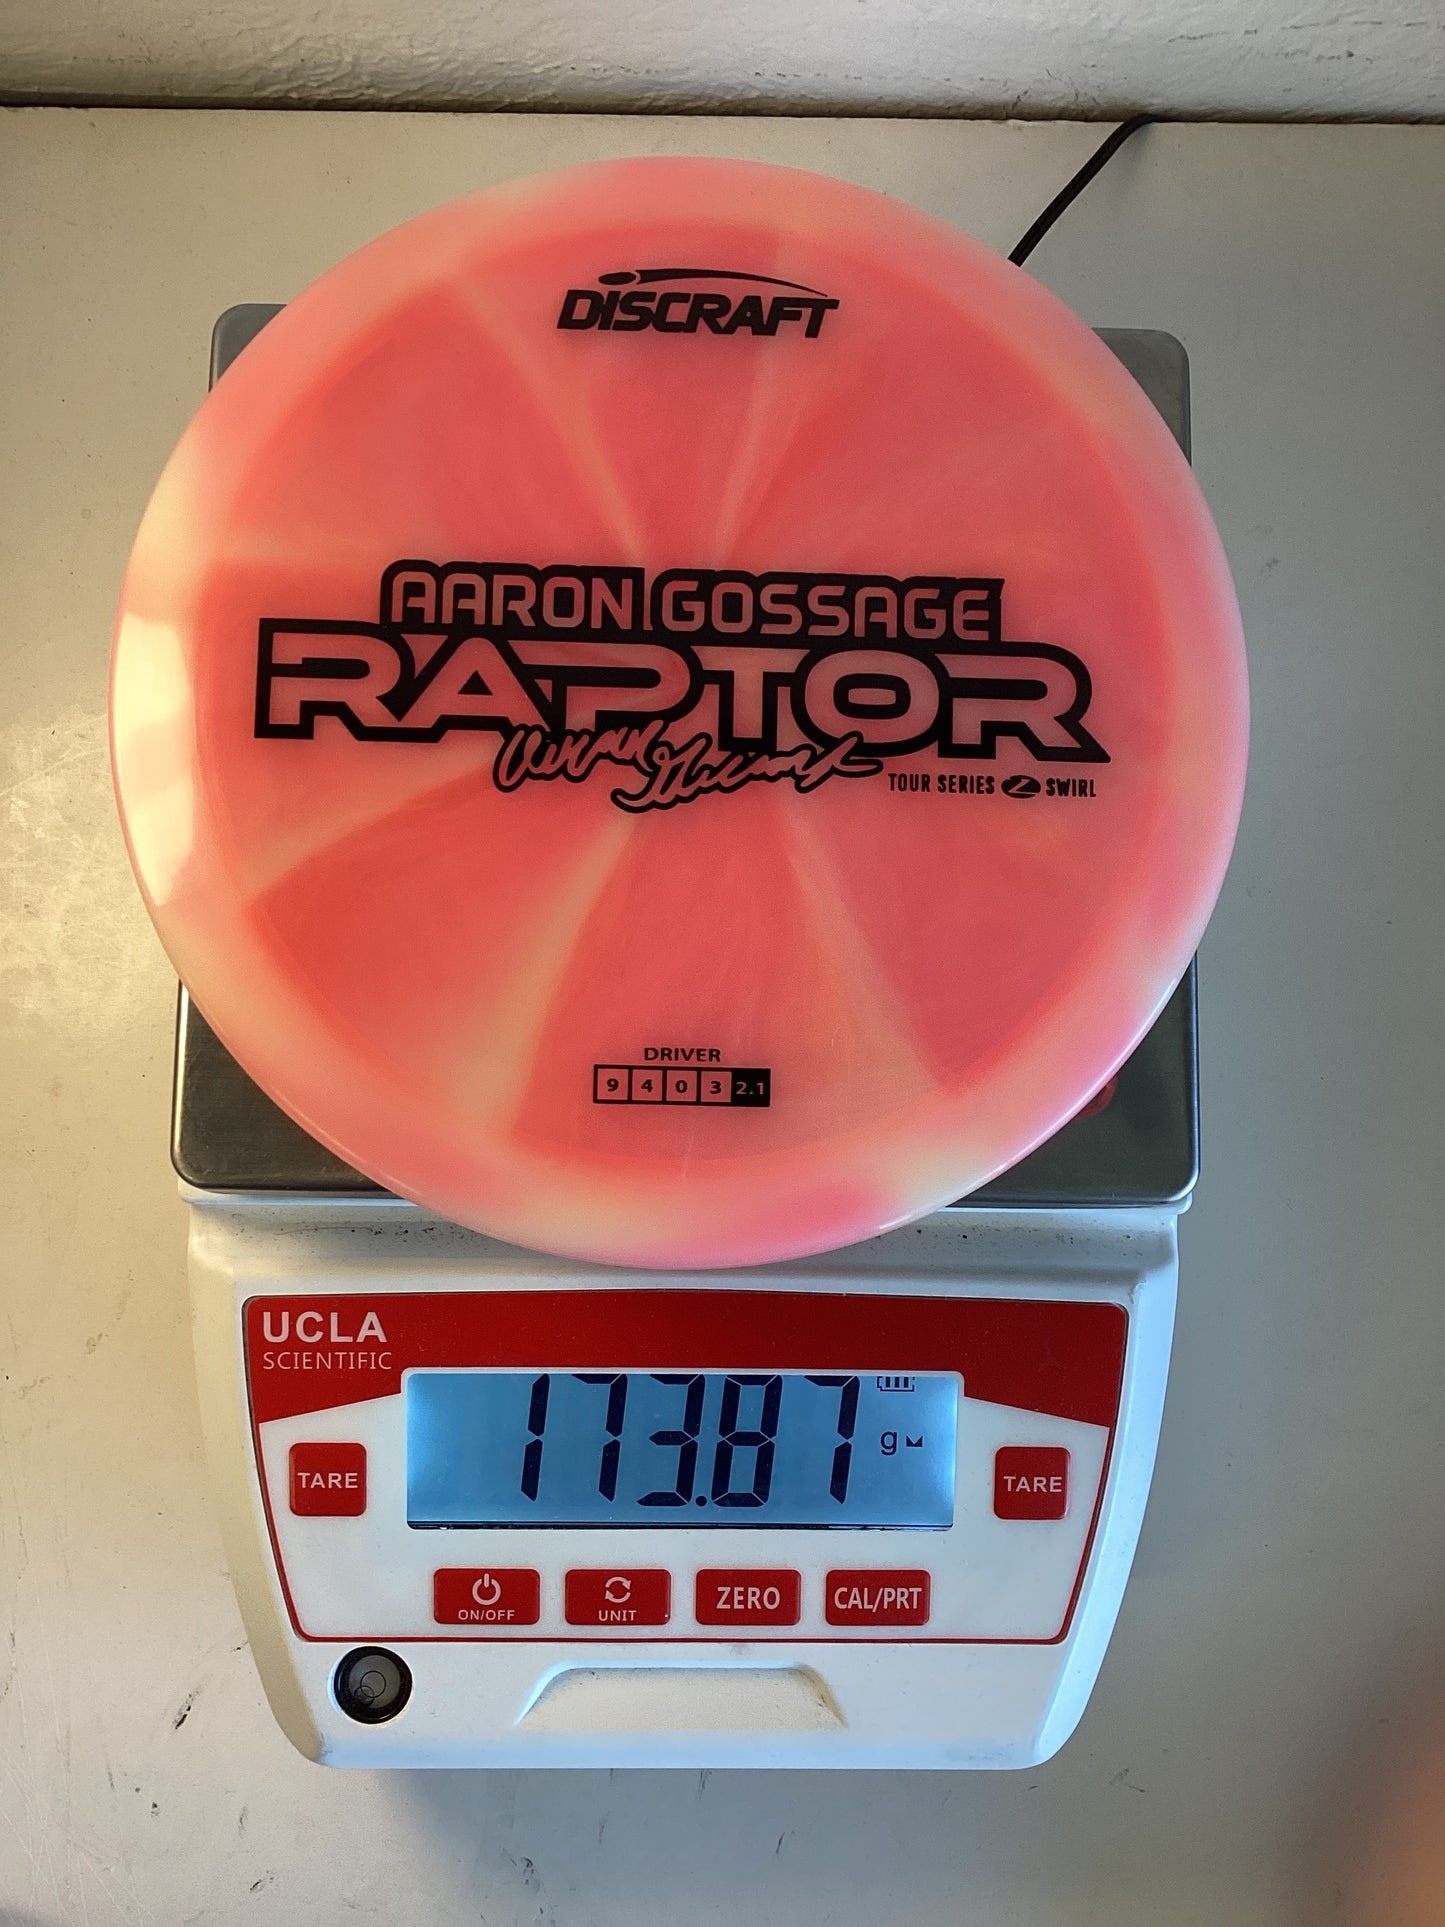 DISCRAFT
AARON GOSSAGE
RAPTOR
TOUR SERIES Z SWIRL
DRIVER
9 4 0 3 2.1
UCLA
SCIENTIFIC
173.87 g
TARE
TARE
ON/OFF
UNIT
ZERO
CAL/PRT